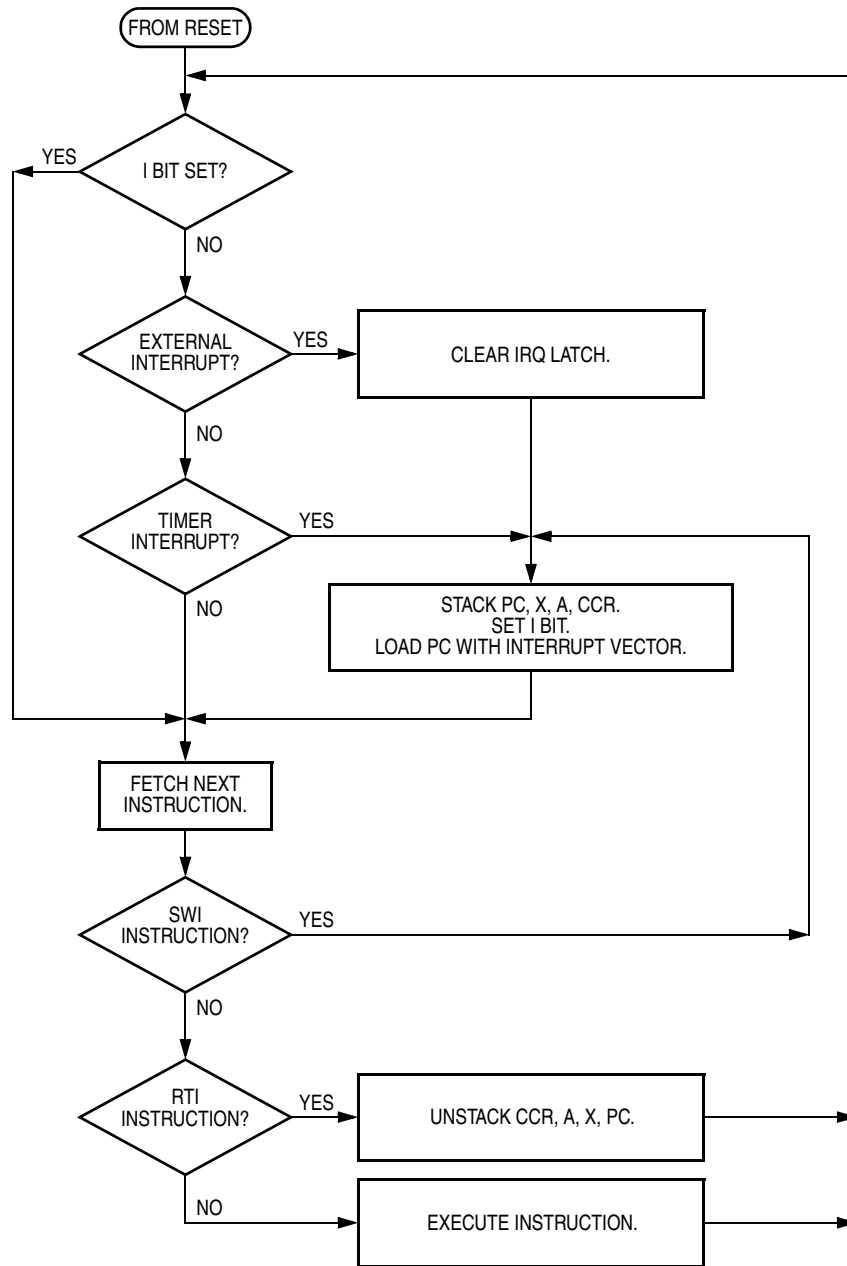 FROM RESET
YES
I BIT SET?
NO
EXTERNAL
INTERRUPT?
YES
CLEAR IRQ LATCH.
NO
TIMER
INTERRUPT?
YES
NO
STACK PC, X, A, CCR.
SET I BIT.
LOAD PC WITH INTERRUPT VECTOR.
FETCH NEXT
INSTRUCTION.
SWI
INSTRUCTION?
YES
NO
RTI
INSTRUCTION?
YES
UNSTACK CCR, A, X, PC.
NO
EXECUTE INSTRUCTION.